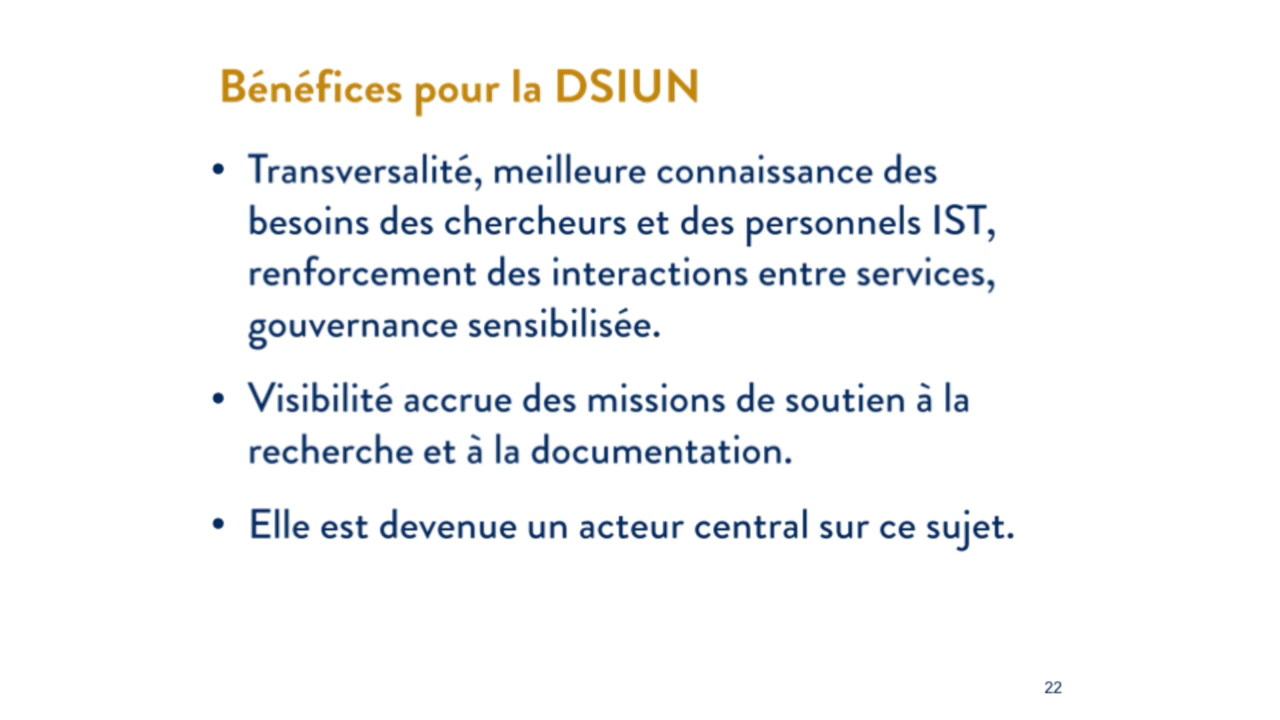 Bénéfices pour la DSIUN
• Transversalité, meilleure connaissance des
besoins des chercheurs et des personnels IST,
renforcement des interactions entre services,
gouvernance sensibilisée.
• Visibilité accrue des missions de soutien à la
recherche et à la documentation.
• Elle est devenue un acteur central sur ce sujet.
22